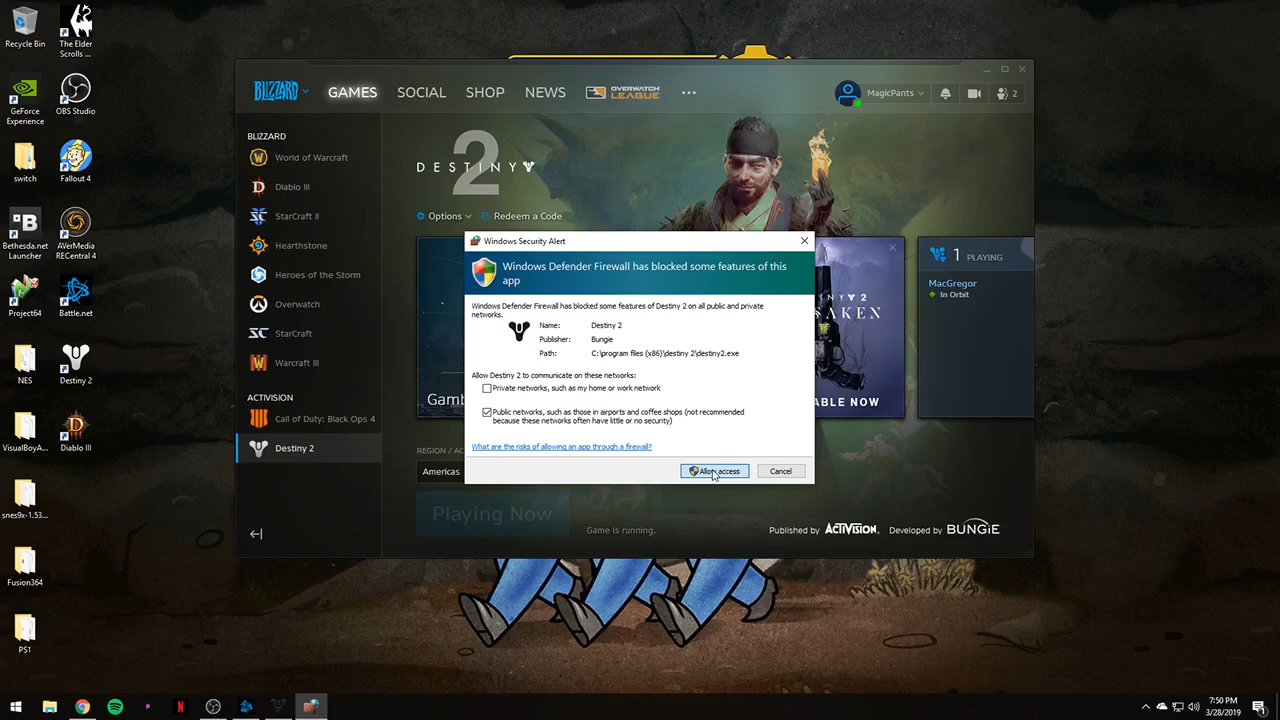 Recycle Bin
The Elder
Scrolls ...
GeForce
Experience
OBS Studio
switch
Fallout 4
Bethesda.net
Launcher
AVerMedia
RECentral 4
Project64
Battle.net
NES
Destiny 2
VisualBoyA...
Diablo III
snes9x-1.53...
Fusion364
PS1
BLIZZARD
GAMES
SOCIAL
SHOP
NEWS
OVERWATCH
LEAGUE
MagicPants
2
BLIZZARD
World of Warcraft
Diablo III
StarCraft II
Hearthstone
Heroes of the Storm
Overwatch
StarCraft
Warcraft III
ACTIVISION
Call of Duty: Black Ops 4
Destiny 2
DESTINY
2
Options
Redeem a Code
Windows Security Alert
Windows Defender Firewall has blocked some features of this
app
Windows Defender Firewall has blocked some features of Destiny 2 on all public and private
networks.
Name: Destiny 2
Publisher: Bungie
Path: C:\program files (x86)\destiny 2\destiny2.exe
Allow Destiny 2 to communicate on these networks:
Private networks, such as my home or work network
Public networks, such as those in airports and coffee shops (not recommended
because these networks often have little or no security)
What are the risks of allowing an app through a firewall?
Allow access
Cancel
Gamb
NY 2
SAKEN
ABLE NOW
1 PLAYING
MacGregor
In Orbit
REGION / AC
Americas
Playing Now
Game is running.
Published by ACTIVISION.
Developed by BUNGIE
7:50 PM
3/28/2019
1